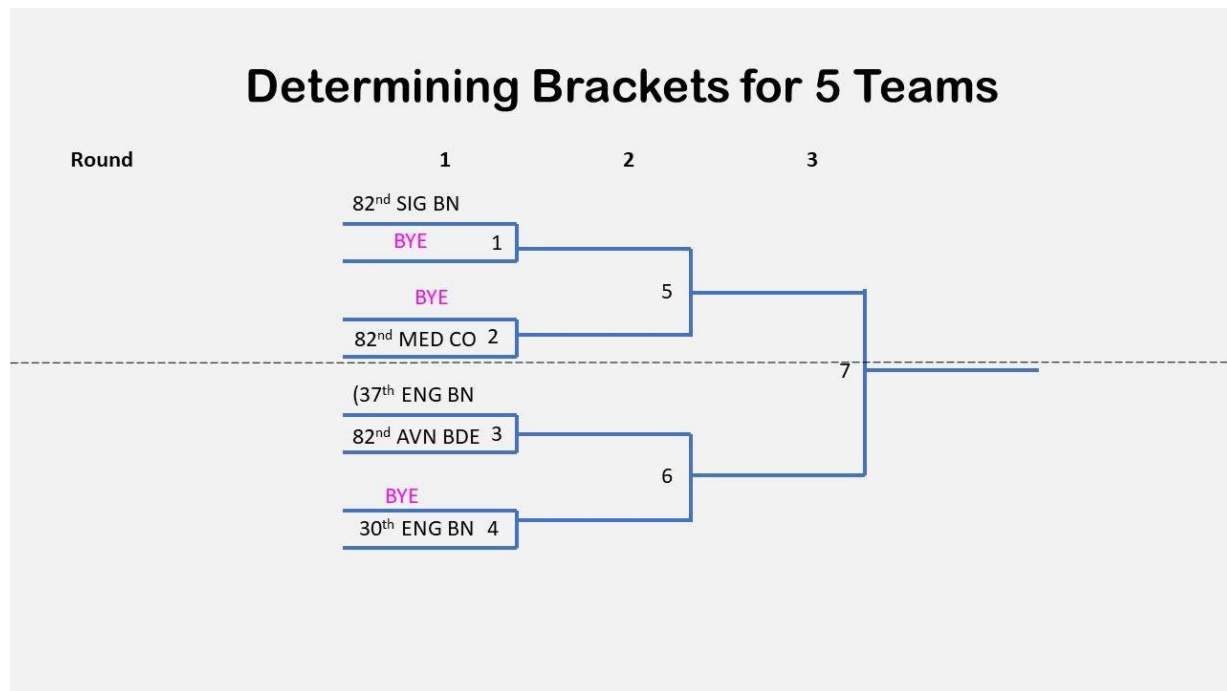 Determining Brackets for 5 Teams
Round 1 2 3
82nd SIG BN
BYE 1
BYE
5
82nd MED CO 2
7
(37th ENG BN
82nd AVN BDE 3
6
BYE
30th ENG BN 4